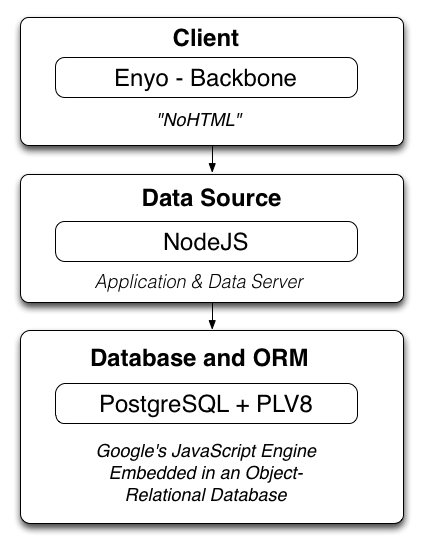 Client
Enyo - Backbone
"NoHTML"
Data Source
NodeJS
Application & Data Server
Database and ORM
PostgreSQL + PLV8
Google's JavaScript Engine
Embedded in an Object-
Relational Database